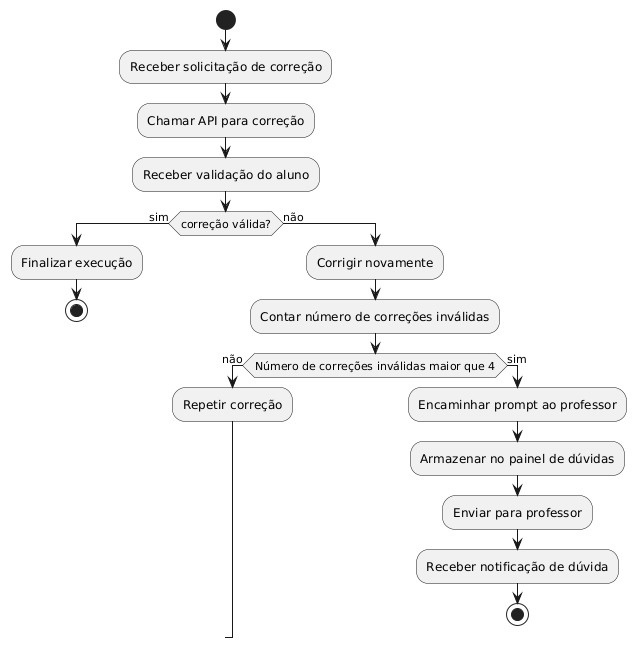 Receber solicitação de correção
Chamar API para correção
Receber validação do aluno
sim
correção válida?
não
Finalizar execução
Corrigir novamente
Contar número de correções inválidas
não
Número de correções inválidas maior que 4
sim
Repetir correção
Encaminhar prompt ao professor
Armazenar no painel de dúvidas
Enviar para professor
Receber notificação de dúvida